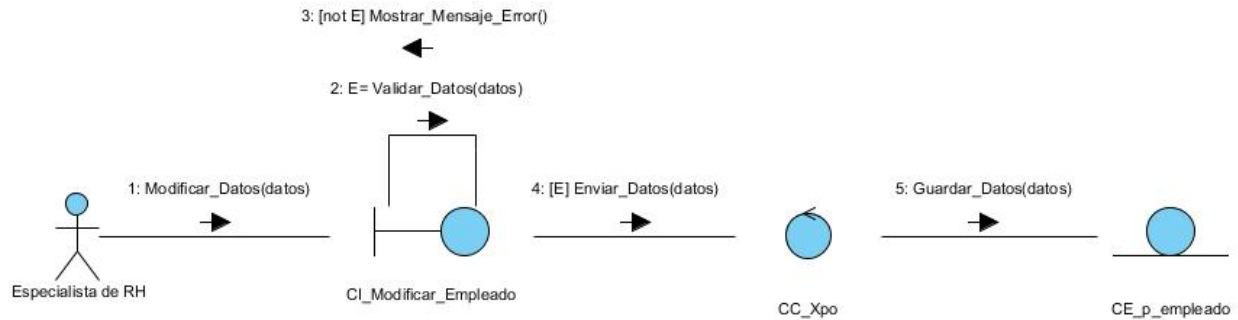 3: [not E] Mostrar_Mensaje_Error()
2: E= Validar_Datos(datos)
1: Modificar_Datos(datos)
4: [E] Enviar_Datos(datos)
5: Guardar_Datos(datos)
Especialista de RH
CI_Modificar_Empleado
CC_Xpo
CE_p_empleado